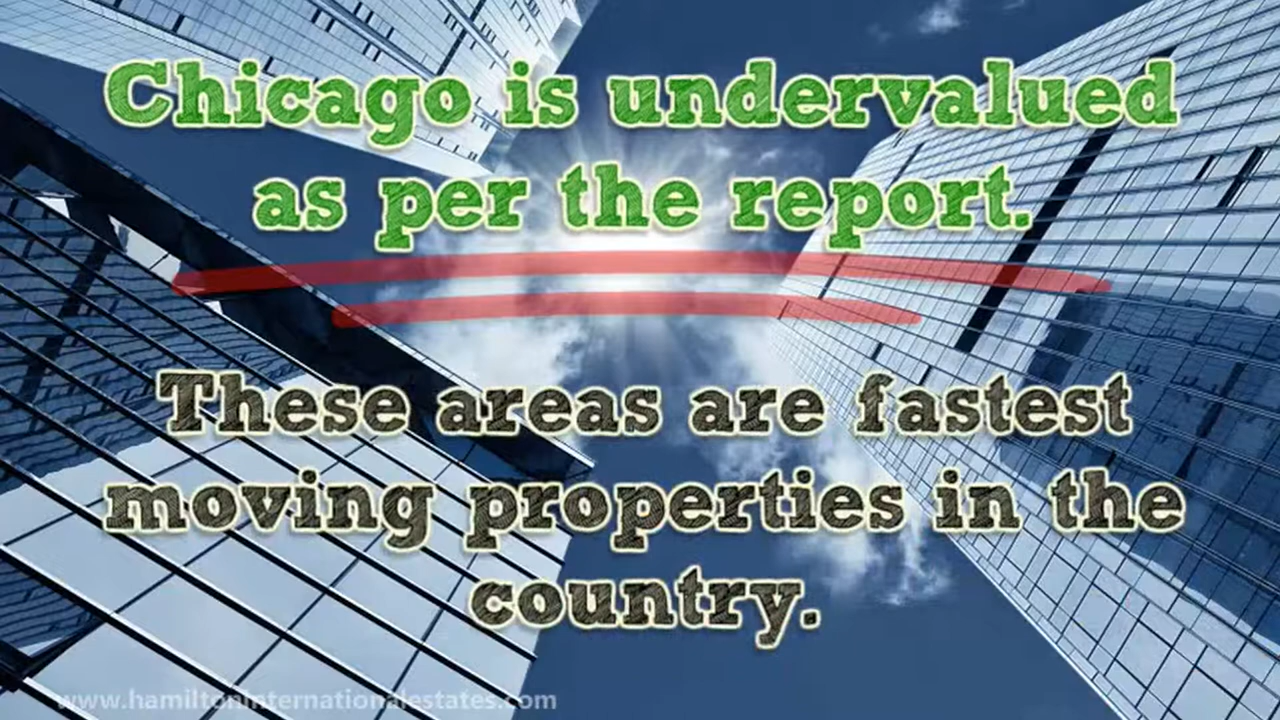 Chicago is undervalued
as per the report.
These areas are fastest
moving properties in the
country.
www.hamiltoninternationalestates.com